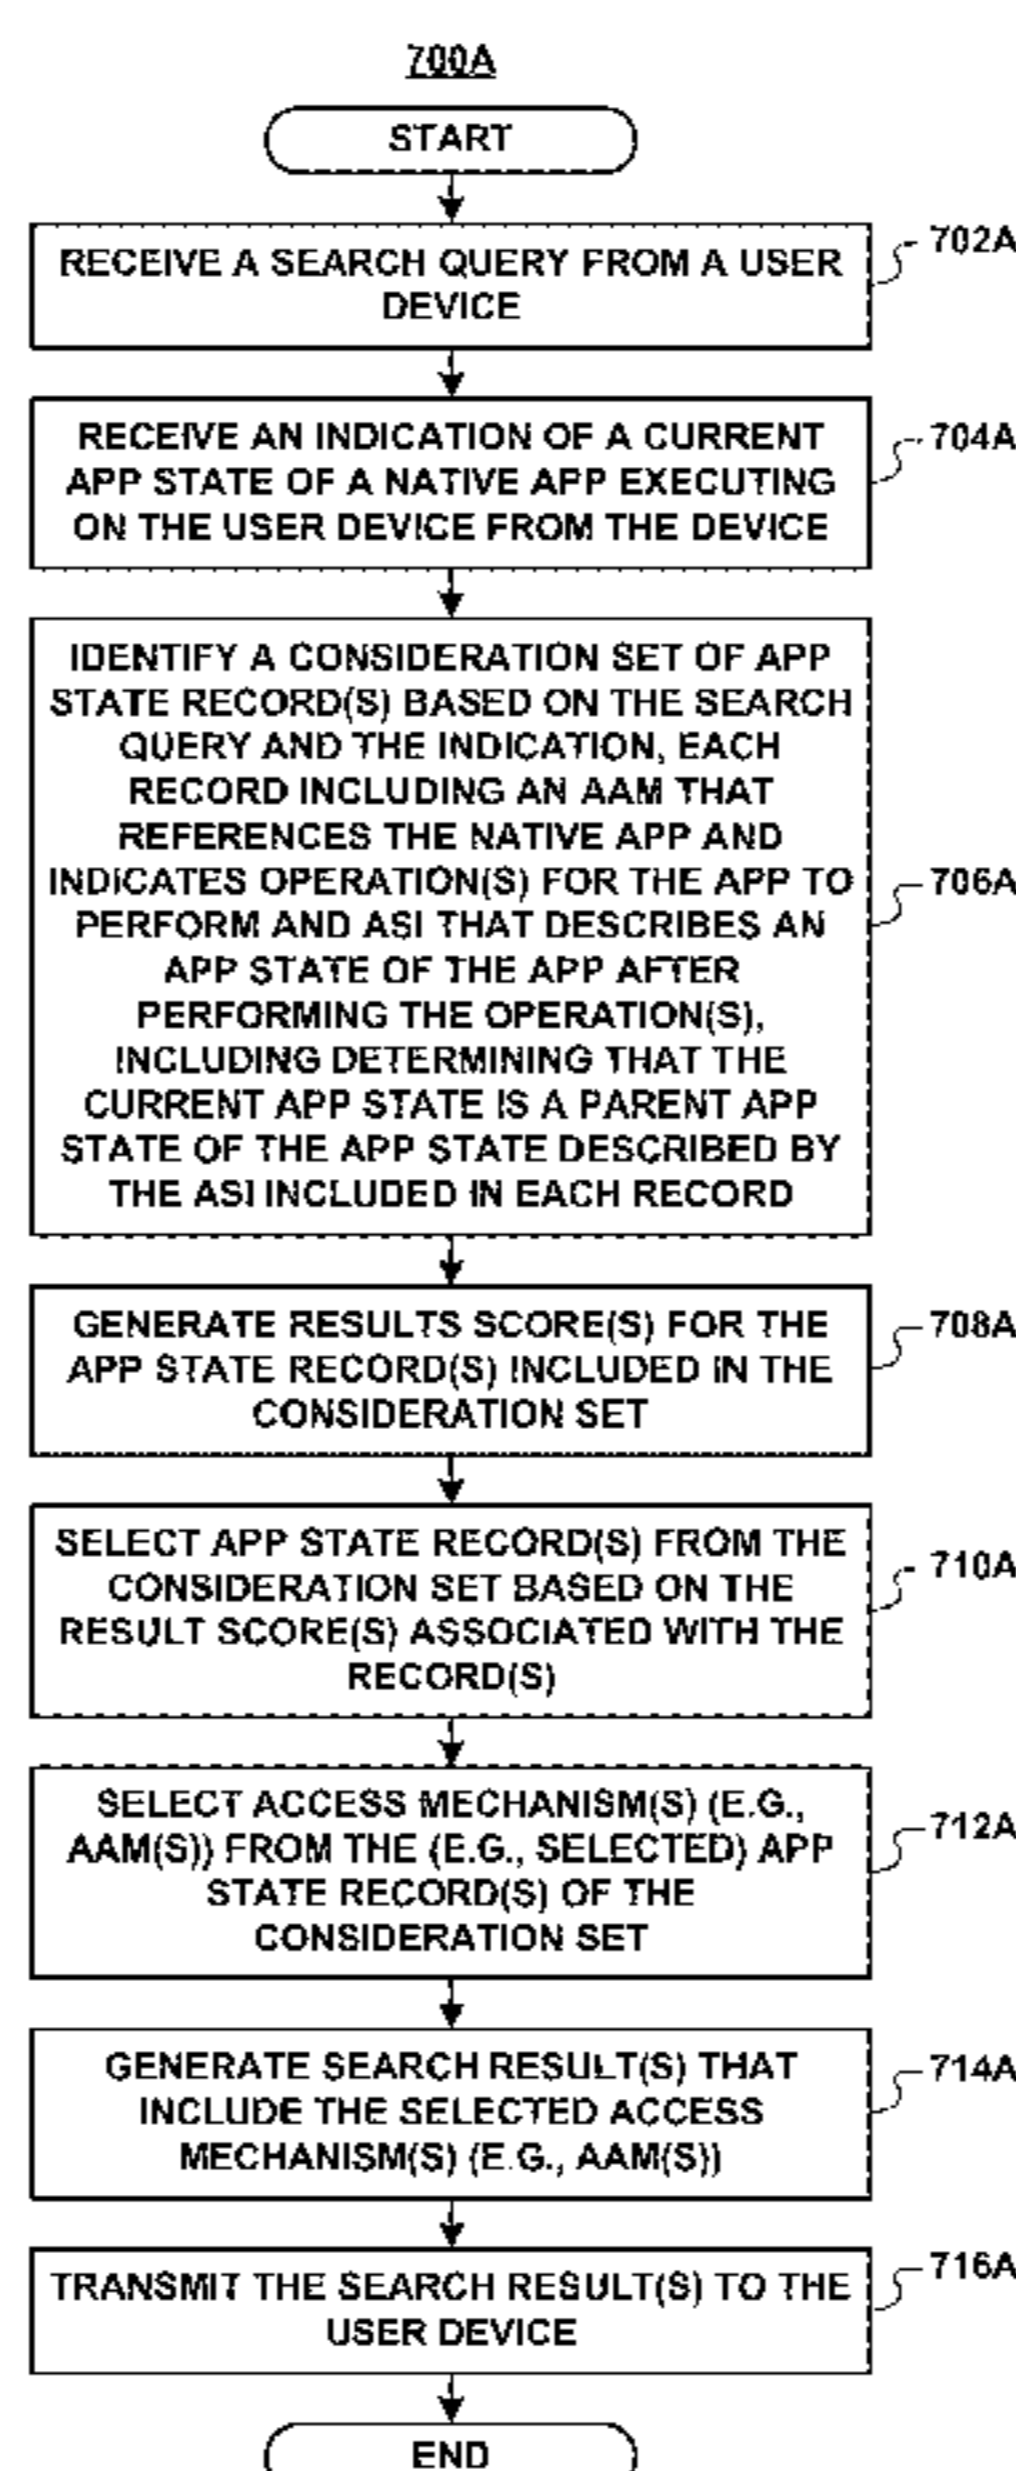 700A
START
RECEIVE A SEARCH QUERY FROM A USER
DEVICE
702A
RECEIVE AN INDICATION OF A CURRENT
APP STATE OF A NATIVE APP EXECUTING
ON THE USER DEVICE FROM THE DEVICE
704A
IDENTIFY A CONSIDERATION SET OF APP
STATE RECORD(S) BASED ON THE SEARCH
QUERY AND THE INDICATION, EACH
RECORD INCLUDING AN AAM THAT
REFERENCES THE NATIVE APP AND
INDICATES OPERATION(S) FOR THE APP TO
PERFORM AND ASI THAT DESCRIBES AN
APP STATE OF THE APP AFTER
PERFORMING THE OPERATION(S),
INCLUDING DETERMINING THAT THE
CURRENT APP STATE IS A PARENT APP
STATE OF THE APP STATE DESCRIBED BY
THE ASI INCLUDED IN EACH RECORD
706A
GENERATE RESULTS SCORE(S) FOR THE
APP STATE RECORD(S) INCLUDED IN THE
CONSIDERATION SET
708A
SELECT APP STATE RECORD(S) FROM THE
CONSIDERATION SET BASED ON THE
RESULT SCORE(S) ASSOCIATED WITH THE
RECORD(S)
710A
SELECT ACCESS MECHANISM(S) (E.G.,
AAM(S)) FROM THE (E.G., SELECTED) APP
STATE RECORD(S) OF THE
CONSIDERATION SET
712A
GENERATE SEARCH RESULT(S) THAT
INCLUDE THE SELECTED ACCESS
MECHANISM(S) (E.G., AAM(S))
714A
TRANSMIT THE SEARCH RESULT(S) TO THE
USER DEVICE
716A
END